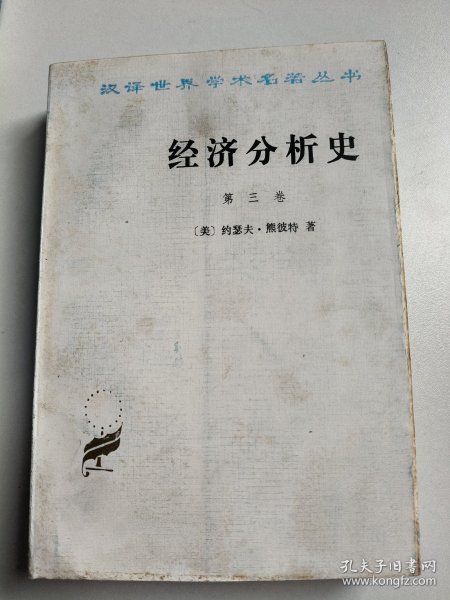 汉译世界学术名著丛书
经济分析史
第三卷
〔美〕约瑟夫·熊彼特 著
孔夫子旧书网
www.kongfz.com